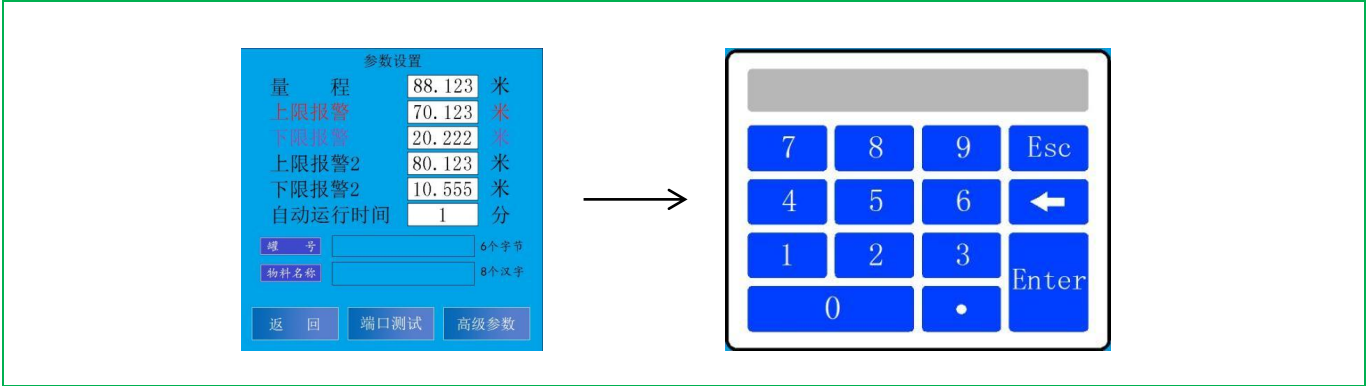 参数设置
量 程 88.123 米
上限报警 70.123 米
下限报警 20.222 米
上限报警2 80.123 米
下限报警2 10.555 米
自动运行时间 1 分
罐 号 6个字节
物料名称 8个汉字
返 回 端口测试 高级参数
7 8 9 Esc
4 5 6
1 2 3 Enter
0 .